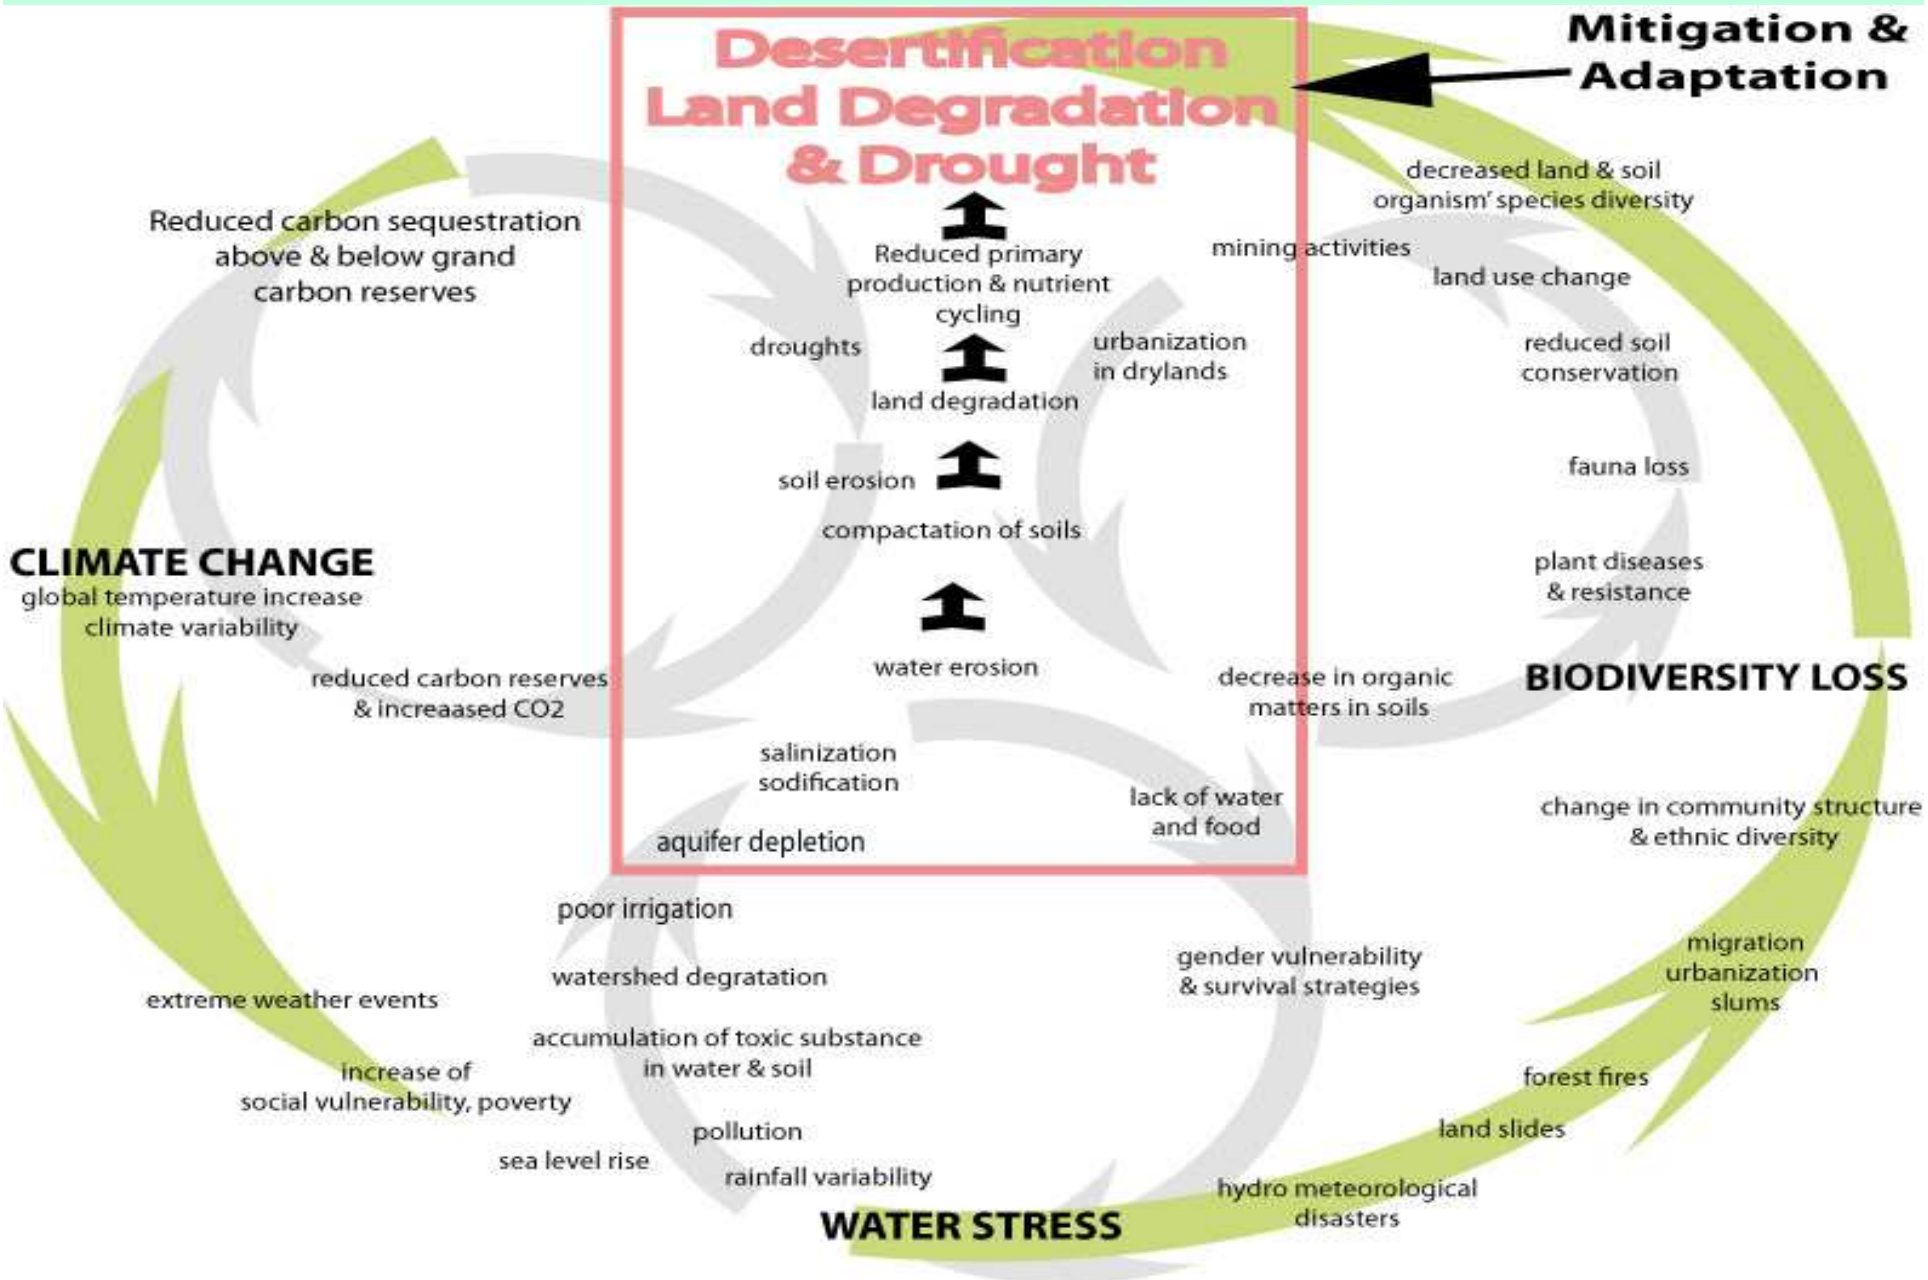 Desertification
Land Degradation
& Drought
Mitigation &
Adaptation
decreased land & soil
organism' species diversity
Reduced carbon sequestration
above & below grand
carbon reserves
Reduced primary
production & nutrient
cycling
mining activities
land use change
droughts
urbanization
in drylands
reduced soil
conservation
land degradation
fauna loss
soil erosion
compactation of soils
CLIMATE CHANGE
global temperature increase
climate variability
plant diseases
& resistance
water erosion
reduced carbon reserves
& increaased CO2
decrease in organic
matters in soils
BIODIVERSITY LOSS
salinization
sodification
lack of water
and food
change in community structure
& ethnic diversity
aquifer depletion
poor irrigation
watershed degratation
gender vulnerability
& survival strategies
migration
urbanization
slums
extreme weather events
accumulation of toxic substance
in water & soil
increase of
social vulnerability, poverty
forest fires
pollution
land slides
sea level rise
rainfall variability
hydro meteorological
disasters
WATER STRESS